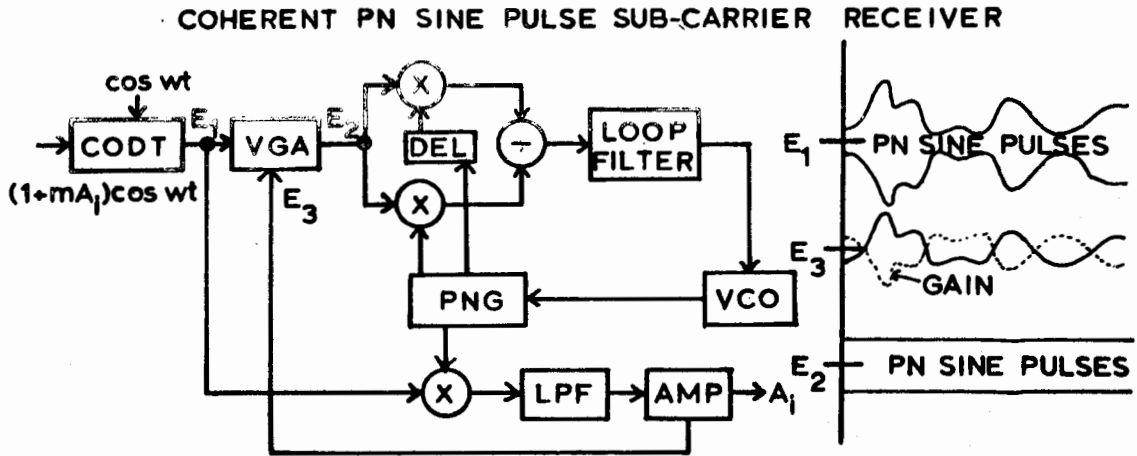 COHERENT PN SINE PULSE SUB-CARRIER RECEIVER
cos wt
CODT
(1+mAi)cos wt
E1
VGA
E2
E3
X
DEL
X
÷
LOOP
FILTER
PNG
VCO
X
LPF
AMP
Ai
E1
PN SINE PULSES
E3
GAIN
E2
PN SINE PULSES